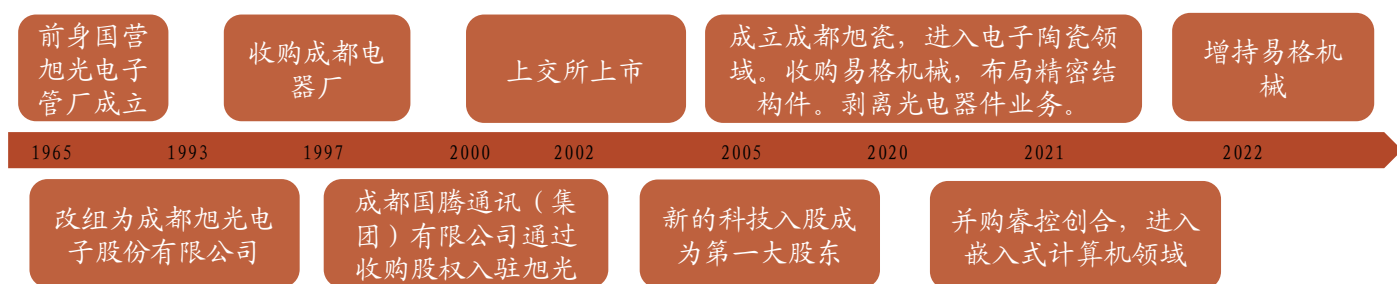 前身国营
旭光电子
管厂成立
收购成都电
器厂
上交所上市
成立成都旭瓷，进入电子陶瓷领
域。收购易格机械，布局精密结
构件。剥离光电器件业务。
增持易格机
械
1965 1993 1997 2000 2002 2005 2020 2021 2022
改组为成都旭光电
子股份有限公司
成都国腾通讯（集
团）有限公司通过
收购股权入驻旭光
新的科技入股成
为第一大股东
并购睿控创合，进入
嵌入式计算机领域